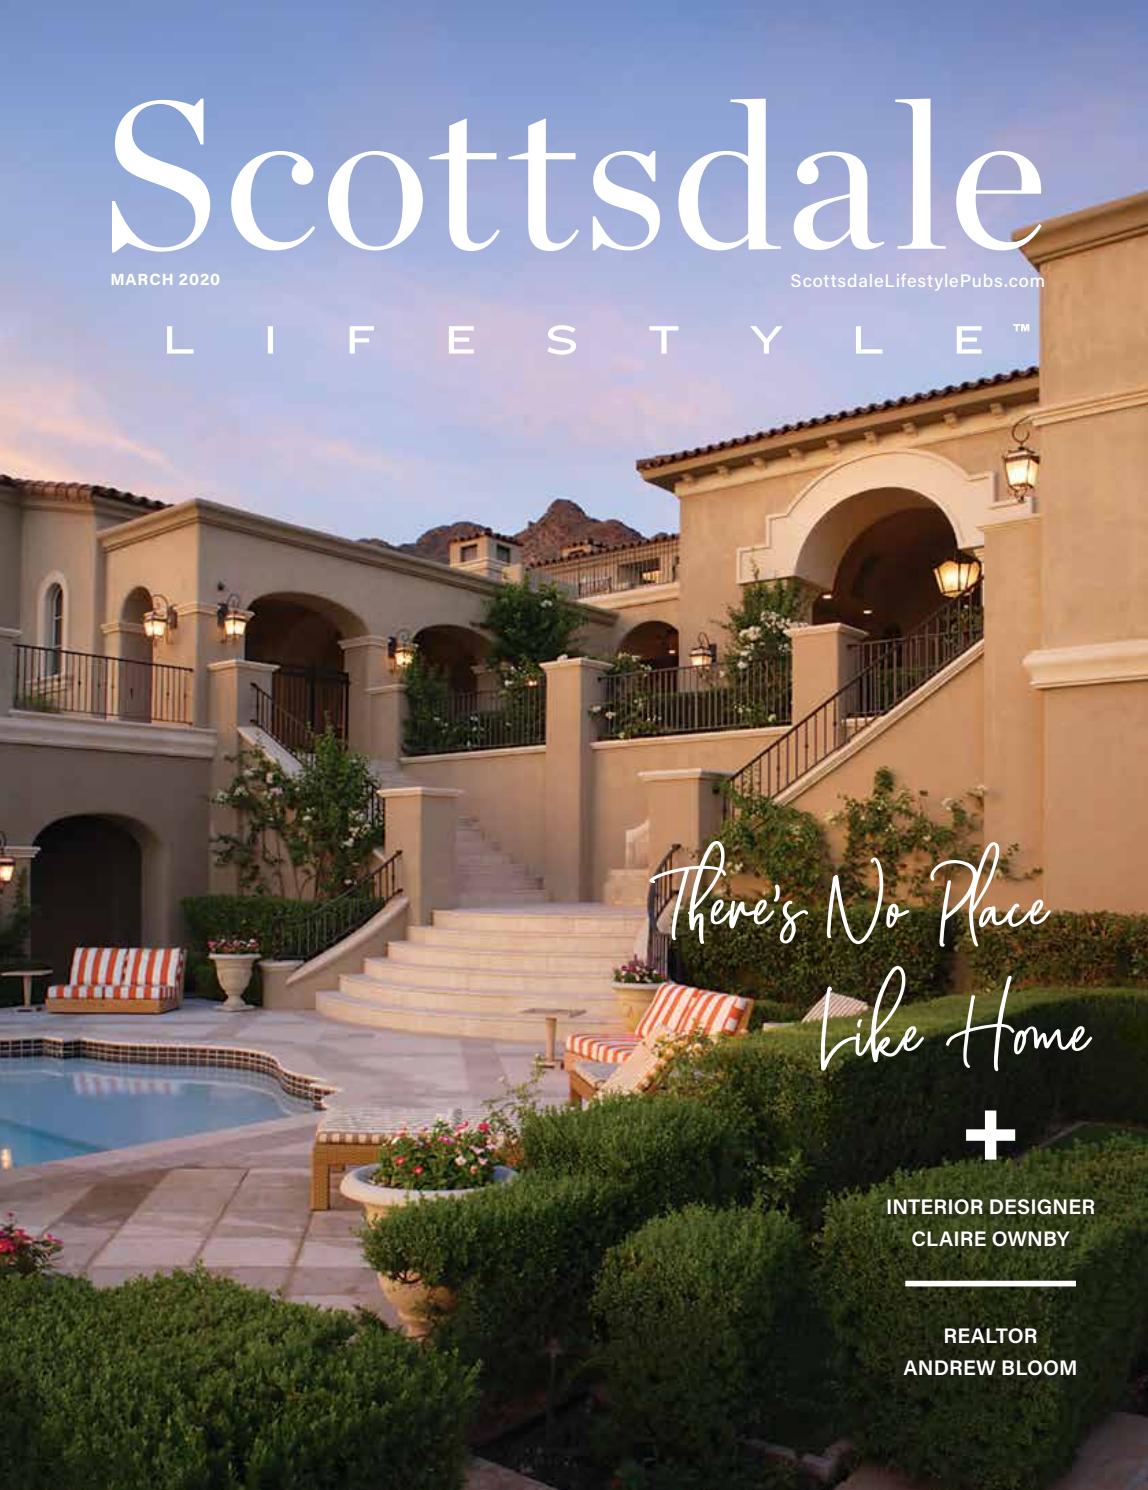 Scottsdale
MARCH 2020
ScottsdaleLifestylePubs.com
LIFESTYLE™
There's No Place
Like Home
+
INTERIOR DESIGNER
CLAIRE OWNBY
REALTOR
ANDREW BLOOM